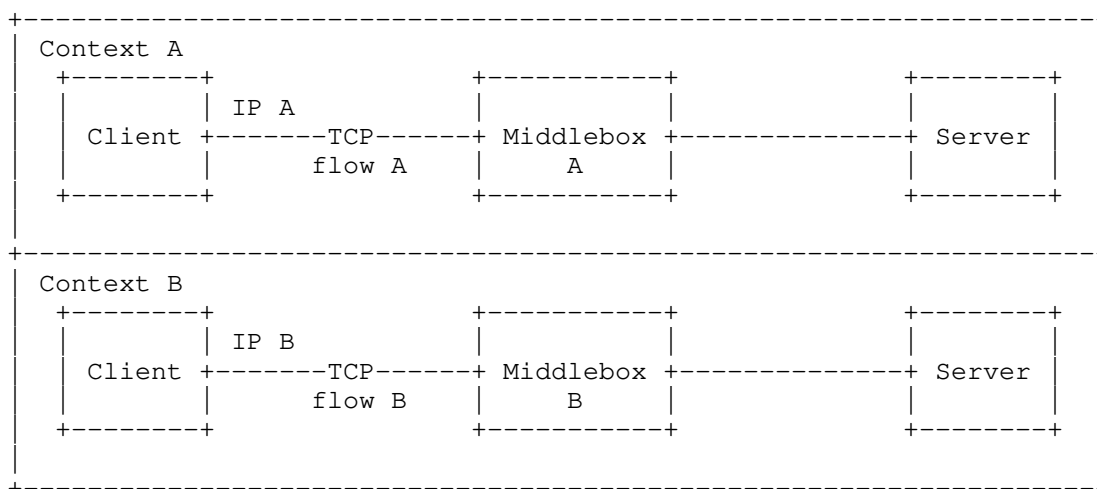 Context A
IP A
Client TCP Middlebox Server
flow A A
Context B
IP B
Client TCP Middlebox Server
flow B B